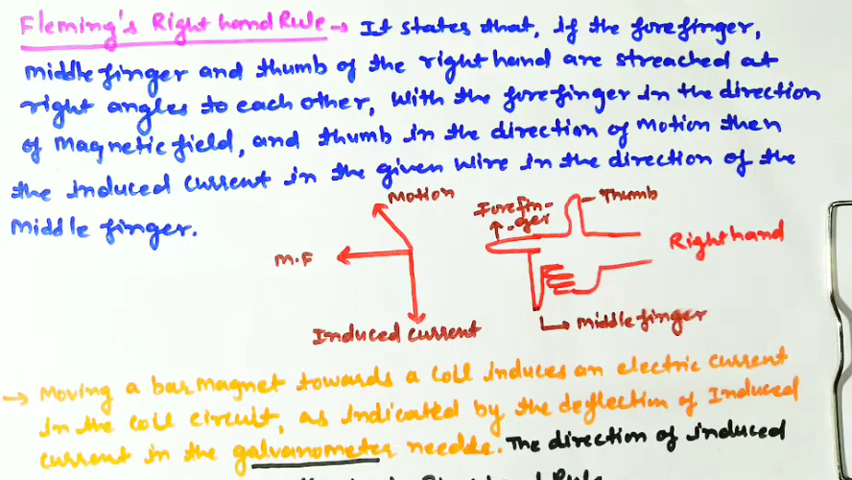 Fleming's Right hand Rule → It states that, if the forefinger,
middle finger and thumb of the right hand are streached at
right angles to each other, with the forefinger in the direction
of Magnetic field, and thumb in the direction of Motion then
the induced current in the given wire in the direction of the
Middle finger.
Motion
M.F
Induced current
Forefin-
-ger
Thumb
Right hand
Middle finger
→ Moving a bar Magnet towards a coil induces an electric current
in the coil circuit, as indicated by the deflection of Induced
current in the galvanometer needle. The direction of induced
Right hand Rule